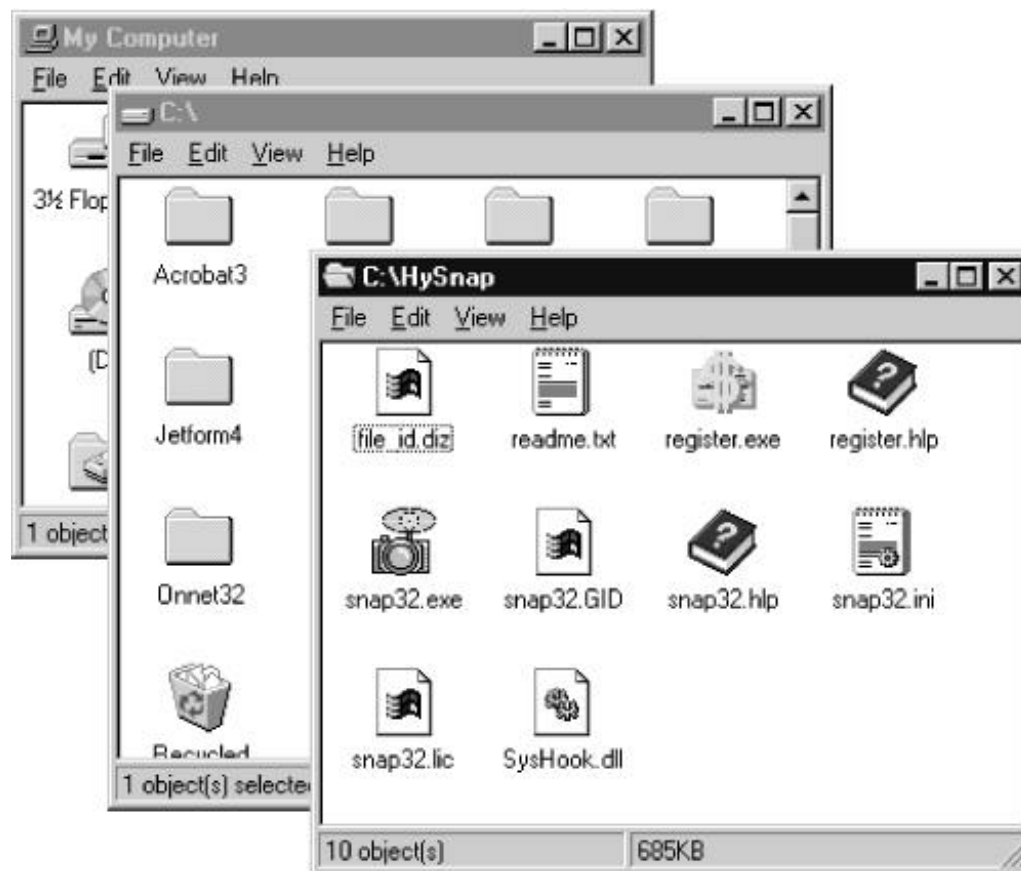 My Computer
File Edit View Help
C:\
File Edit View Help
3½ Flop
Acrobat3
C:\HySnap
File Edit View Help
(D
Jetform4
file_id.diz readme.txt register.exe register.hlp
1 object
Onnet32
snap32.exe snap32.GID snap32.hlp snap32.ini
Recycled
snap32.lic SysHook.dll
1 object(s) selecte
10 object(s) 685KB